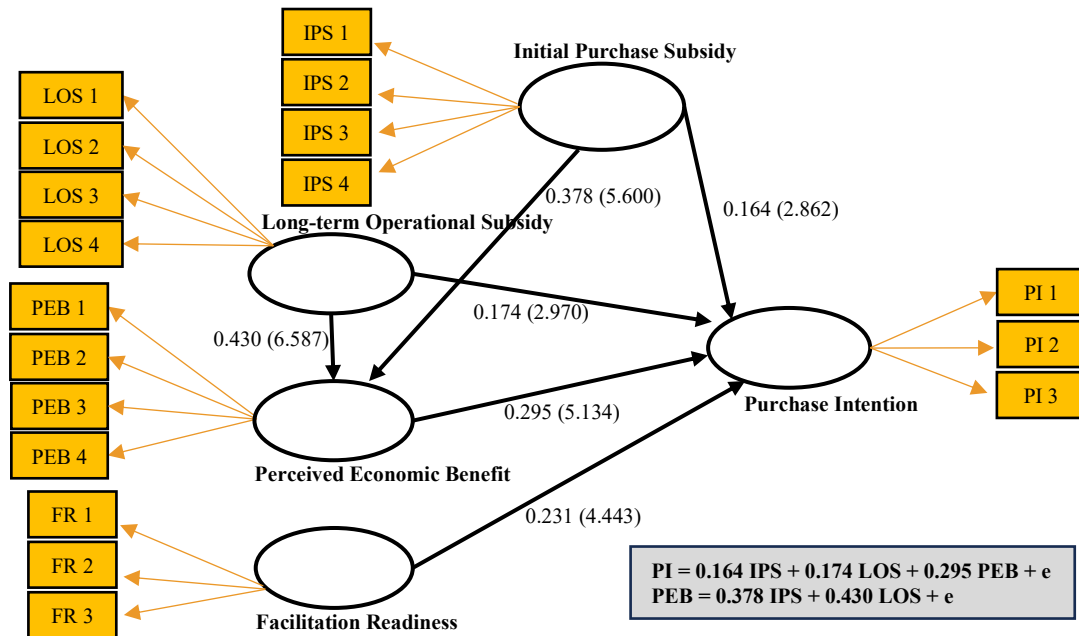 IPS 1
IPS 2
IPS 3
IPS 4
Initial Purchase Subsidy
LOS 1
LOS 2
LOS 3
LOS 4
Long-term Operational Subsidy
0.378 (5.600)
0.164 (2.862)
0.174 (2.970)
0.430 (6.587)
PEB 1
PEB 2
PEB 3
PEB 4
Perceived Economic Benefit
0.295 (5.134)
PI 1
PI 2
PI 3
Purchase Intention
FR 1
FR 2
FR 3
Facilitation Readiness
0.231 (4.443)
PI = 0.164 IPS + 0.174 LOS + 0.295 PEB + e
PEB = 0.378 IPS + 0.430 LOS + e